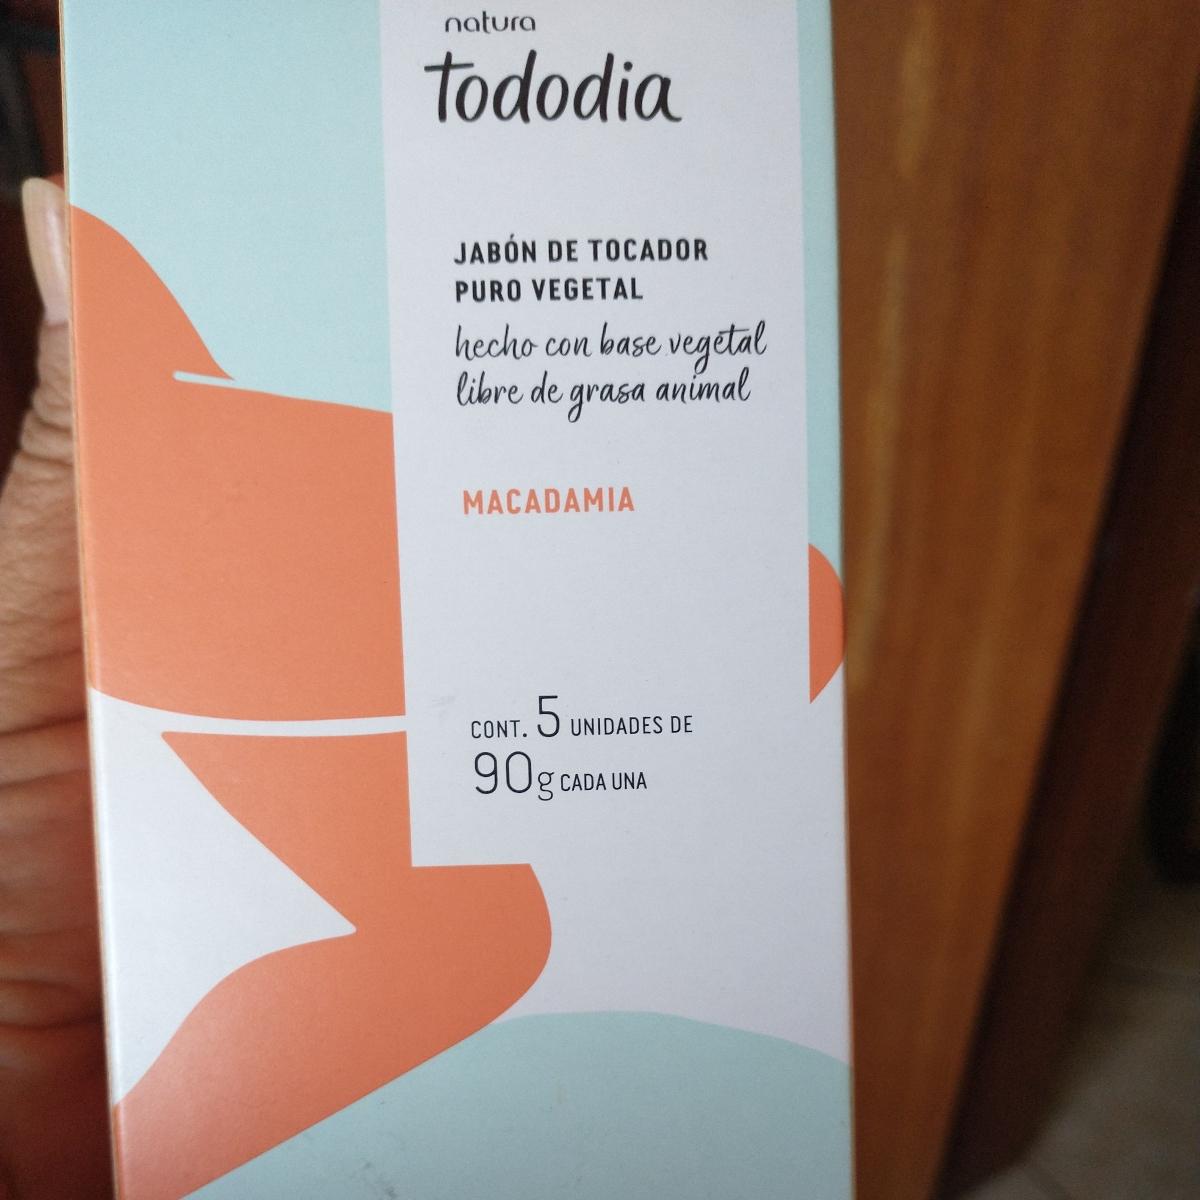 natura
tododia
JABÓN DE TOCADOR
PURO VEGETAL
hecho con base vegetal
libre de grasa animal
MACADAMIA
CONT. 5 UNIDADES DE
90g CADA UNA